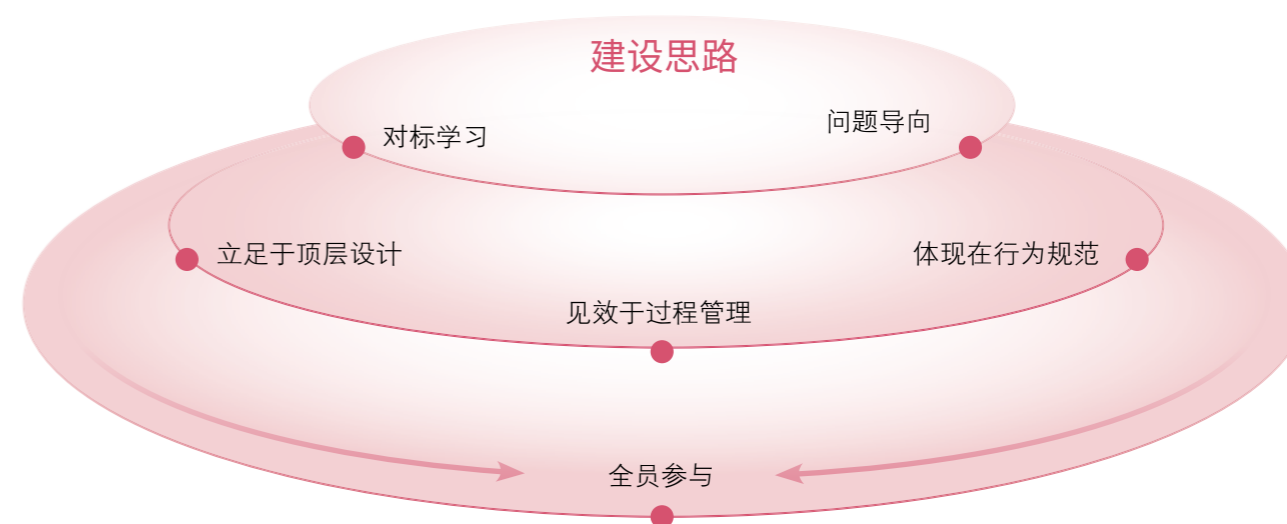 建设思路
对标学习
问题导向
立足于顶层设计
体现在行为规范
见效于过程管理
全员参与